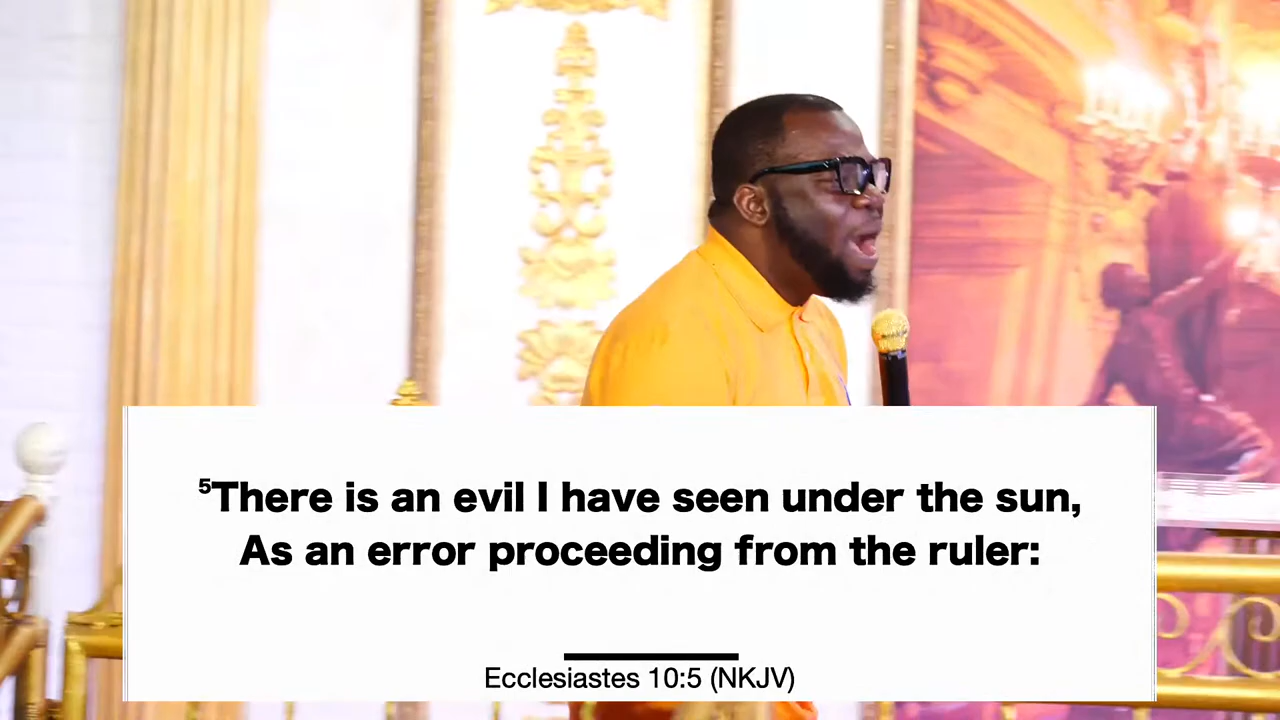 ⁵There is an evil I have seen under the sun,
As an error proceeding from the ruler:
Ecclesiastes 10:5 (NKJV)